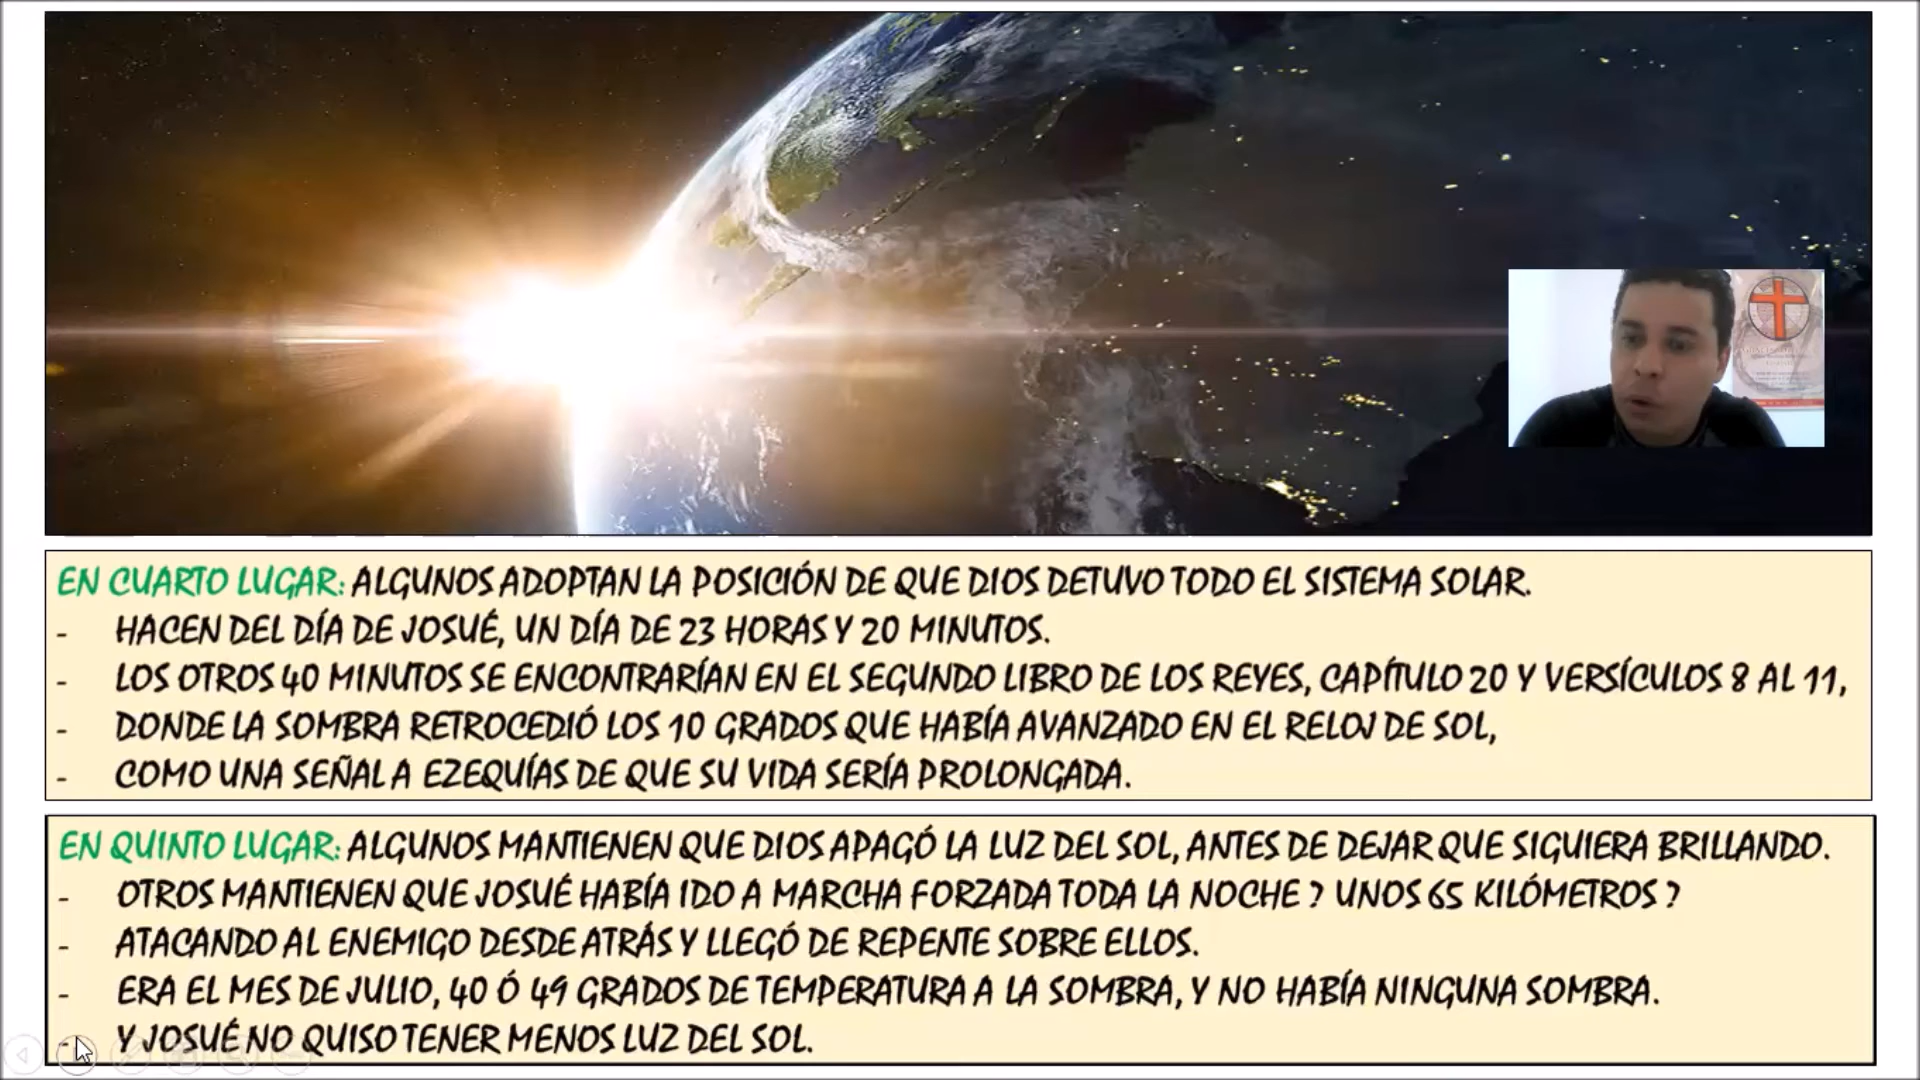 EN CUARTO LUGAR: ALGUNOS ADOPTAN LA POSICIÓN DE QUE DIOS DETUVO TODO EL SISTEMA SOLAR.
- HACEN DEL DÍA DE JOSUÉ, UN DÍA DE 23 HORAS Y 20 MINUTOS.
- LOS OTROS 40 MINUTOS SE ENCONTRARÍAN EN EL SEGUNDO LIBRO DE LOS REYES, CAPÍTULO 20 Y VERSÍCULOS 8 AL 11,
- DONDE LA SOMBRA RETROCEDIÓ LOS 10 GRADOS QUE HABÍA AVANZADO EN EL RELOJ DE SOL,
- COMO UNA SEÑAL A EZEQUÍAS DE QUE SU VIDA SERÍA PROLONGADA.
EN QUINTO LUGAR: ALGUNOS MANTIENEN QUE DIOS APAGÓ LA LUZ DEL SOL, ANTES DE DEJAR QUE SIGUIERA BRILLANDO.
- OTROS MANTIENEN QUE JOSUÉ HABÍA IDO A MARCHA FORZADA TODA LA NOCHE ? UNOS 65 KILÓMETROS ?
- ATACANDO AL ENEMIGO DESDE ATRÁS Y LLEGÓ DE REPENTE SOBRE ELLOS.
- ERA EL MES DE JULIO, 40 Ó 49 GRADOS DE TEMPERATURA A LA SOMBRA, Y NO HABÍA NINGUNA SOMBRA.
- Y JOSUÉ NO QUISO TENER MENOS LUZ DEL SOL.